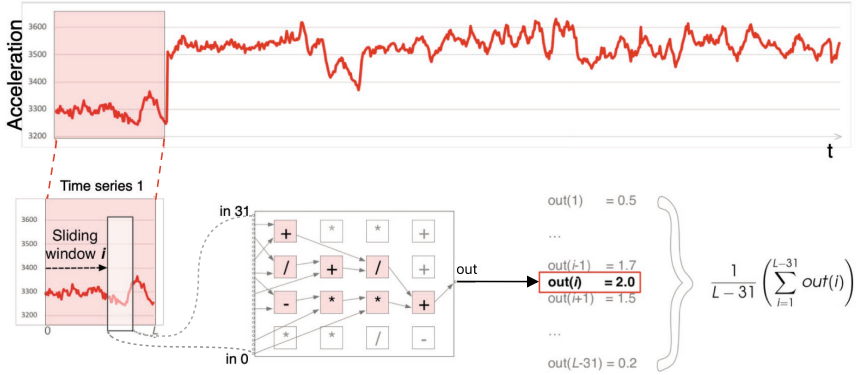 Acceleration
3600
3500
3400
3300
3200
t
Time series 1
3600
3500
3400
3300
3200
Sliding
window i
0
in 31
in 0
+ * * +
/ + / +
- * * +
* * / -
out
out(1) = 0.5
...
out(i-1) = 1.7
out(i) = 2.0
out(i+1) = 1.5
...
out(L-31) = 0.2
1/(L – 31) (∑_{i=1}^{L-31} out(i))